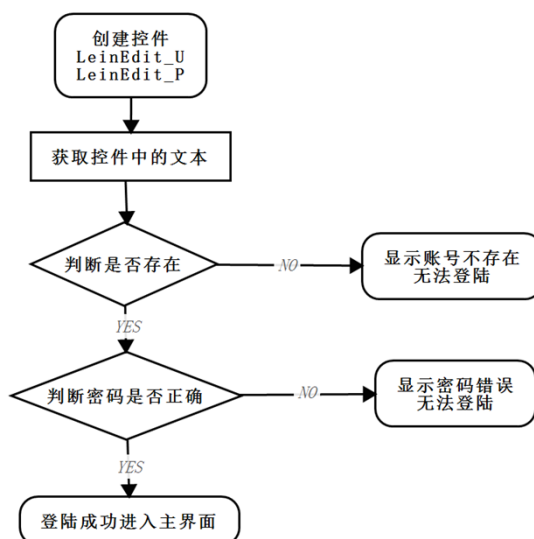 创建控件
LeinEdit_U
LeinEdit_P
获取控件中的文本
判断是否存在
NO
显示账号不存在
无法登陆
YES
判断密码是否正确
NO
显示密码错误
无法登陆
YES
登陆成功进入主界面